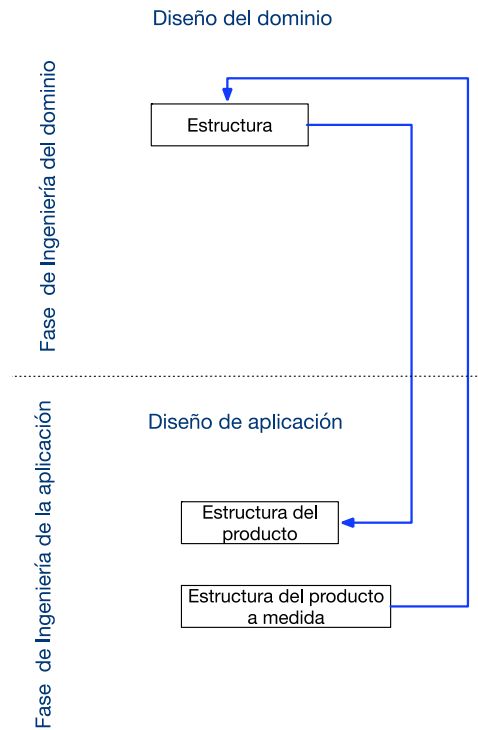 Diseño del dominio
Fase de Ingeniería del dominio
Estructura
Fase de Ingeniería de la aplicación
Diseño de aplicación
Estructura del
producto
Estructura del producto
a medida